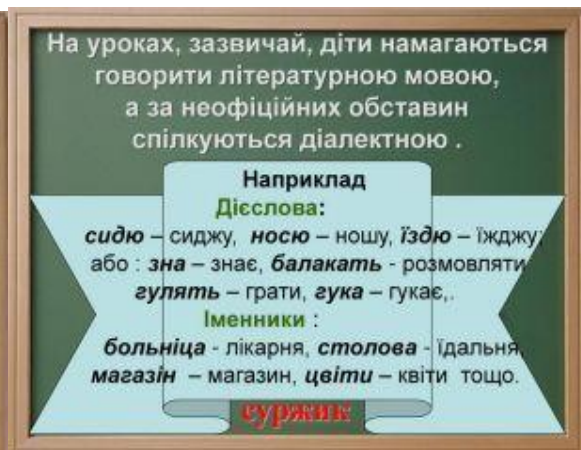 На уроках, зазвичай, діти намагаються
говорити літературною мовою,
а за неофіційних обставин
спілкуються діалектною .
Наприклад
Дієслова:
сидю – сиджу, носю – ношу, їздю – їжджу;
або : зна – знає, балакать - розмовляти
гулять – грати, гука – гукає,.
Іменники :
больніца - лікарня, столова - їдальня,
магазін – магазин, цвіти – квіти тощо.
суржик